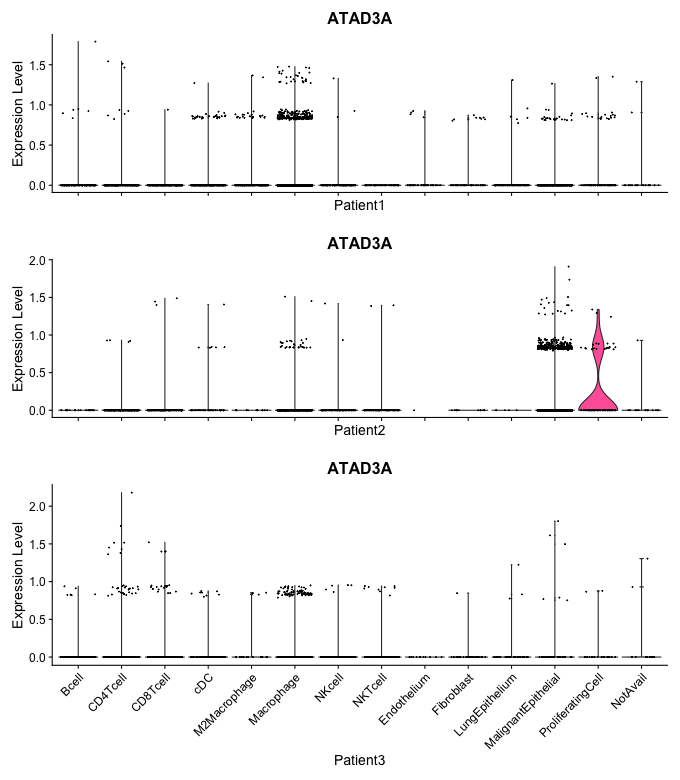 ATAD3A
Expression Level
1.5
1.0
0.5
0.0
Patient1
ATAD3A
Expression Level
2.0
1.5
1.0
0.5
0.0
Patient2
ATAD3A
Expression Level
2.0
1.5
1.0
0.5
0.0
Bcell
CD4Tcell
CD8Tcell
cDC
M2Macrophage
Macrophage
NKcell
NKTcell
Endothelium
Fibroblast
LungEpithelium
MalignantEpithelial
ProliferatingCell
NotAvail
Patient3